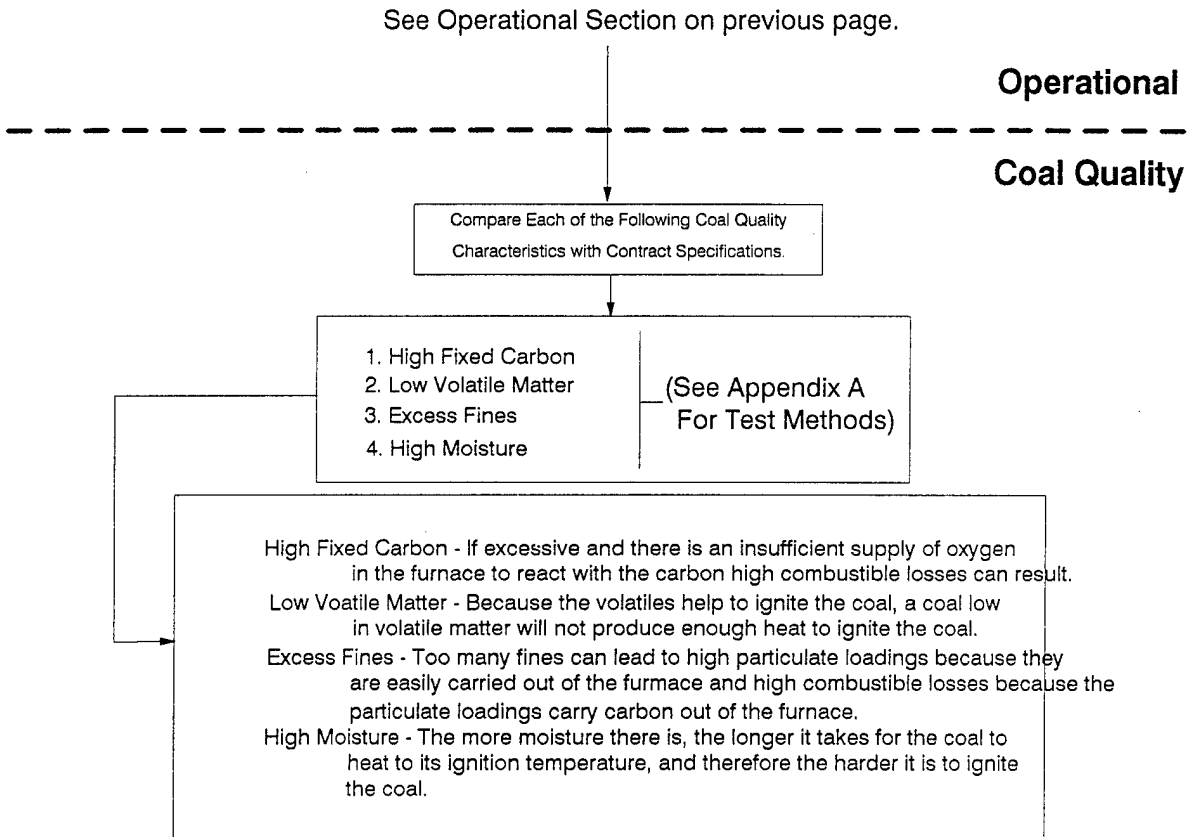 See Operational Section on previous page.
Operational
Coal Quality
Compare Each of the Following Coal Quality
Characteristics with Contract Specifications.
1. High Fixed Carbon
2. Low Volatile Matter
3. Excess Fines
4. High Moisture
(See Appendix A
For Test Methods)
High Fixed Carbon - If excessive and there is an insufficient supply of oxygen
in the furnace to react with the carbon high combustible losses can result.
Low Voatile Matter - Because the volatiles help to ignite the coal, a coal low
in volatile matter will not produce enough heat to ignite the coal.
Excess Fines - Too many fines can lead to high particulate loadings because they
are easily carried out of the furmace and high combustible losses because the
particulate loadings carry carbon out of the furnace.
High Moisture - The more moisture there is, the longer it takes for the coal to
heat to its ignition temperature, and therefore the harder it is to ignite
the coal.